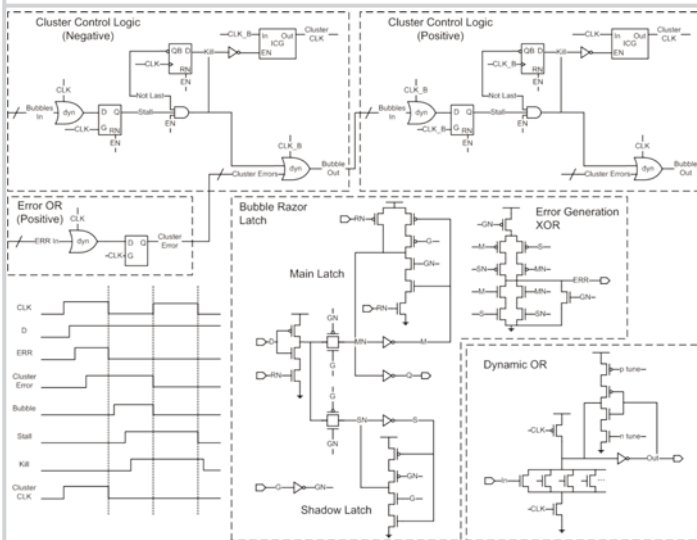 Cluster Control Logic
(Negative)
CLK_B
In Out
ICG
EN
Cluster
CLK
QB D
RN
EN
Kill
CLK
CLK
Not Last
Bubbles
In
dyn
D Q
G
RN
EN
CLK
Stall
EN
CLK_B
dyn
Bubble
Out
Cluster Errors
Cluster Control Logic
(Positive)
CLK_B
In Out
ICG
EN
Cluster
CLK
QB D
RN
EN
Kill
CLK_B
CLK_B
Not Last
Bubbles
In
dyn
D Q
G
RN
EN
CLK_B
Stall
EN
CLK
dyn
Bubble
Out
Cluster Errors
Error OR
(Positive)
CLK
ERR In
dyn
D Q
G
CLK
Cluster
Error
CLK
D
ERR
Cluster
Error
Bubble
Stall
Kill
Cluster
CLK
Bubble Razor
Latch
Main Latch
RN
G
GN
RN
GN
D
MN
M
G
RN
Q
G
SN
S
GN
GN
G
G
GN
Shadow Latch
Error Generation
XOR
GN
M
S
SN
MN
ERR
M
MN
GN
S
SN
Dynamic OR
p tune
CLK
n tune
Out
In
...
CLK